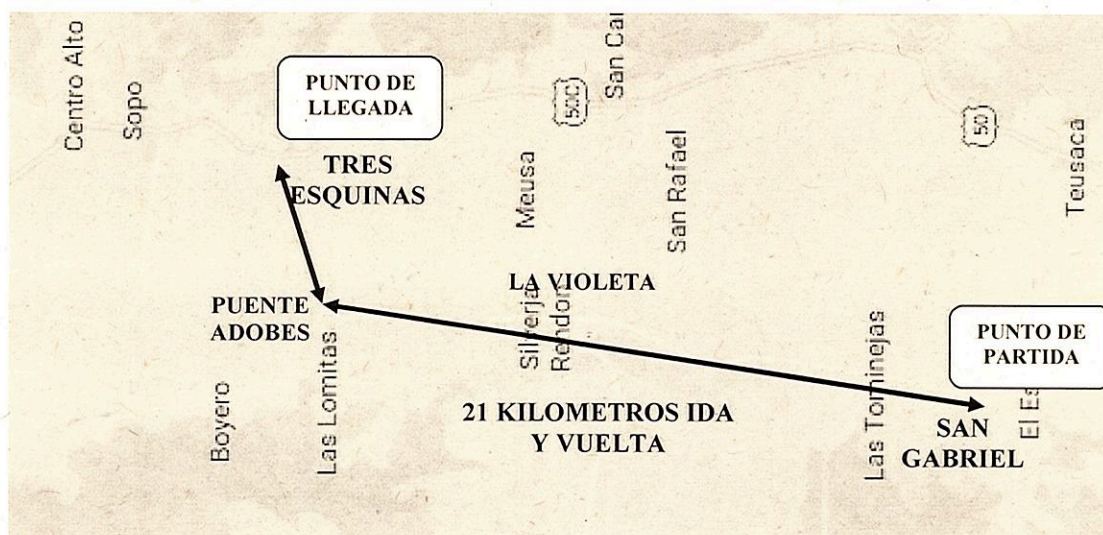 Centro Alto
Sopo
PUNTO DE
LLEGADA
TRES
ESQUINAS
Meusa
50C
San Car
San Rafael
50
Teusaca
LA VIOLETA
PUENTE
ADOBES
Boyero
Las Lomitas
Silverja
Rendon
21 KILOMETROS IDA
Y VUELTA
Las Tominejas
PUNTO DE
PARTIDA
SAN
GABRIEL
El Es